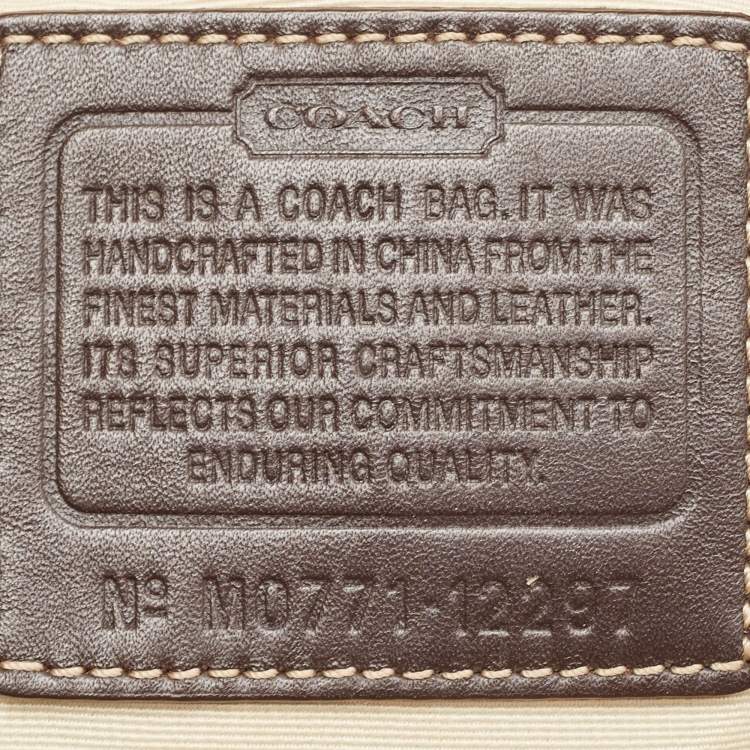 COACH
THIS IS A COACH BAG. IT WAS
HANDCRAFTED IN CHINA FROM THE
FINEST MATERIALS AND LEATHER.
ITS SUPERIOR CRAFTSMANSHIP
REFLECTS OUR COMMITMENT TO
ENDURING QUALITY.
Nº M0771-12297